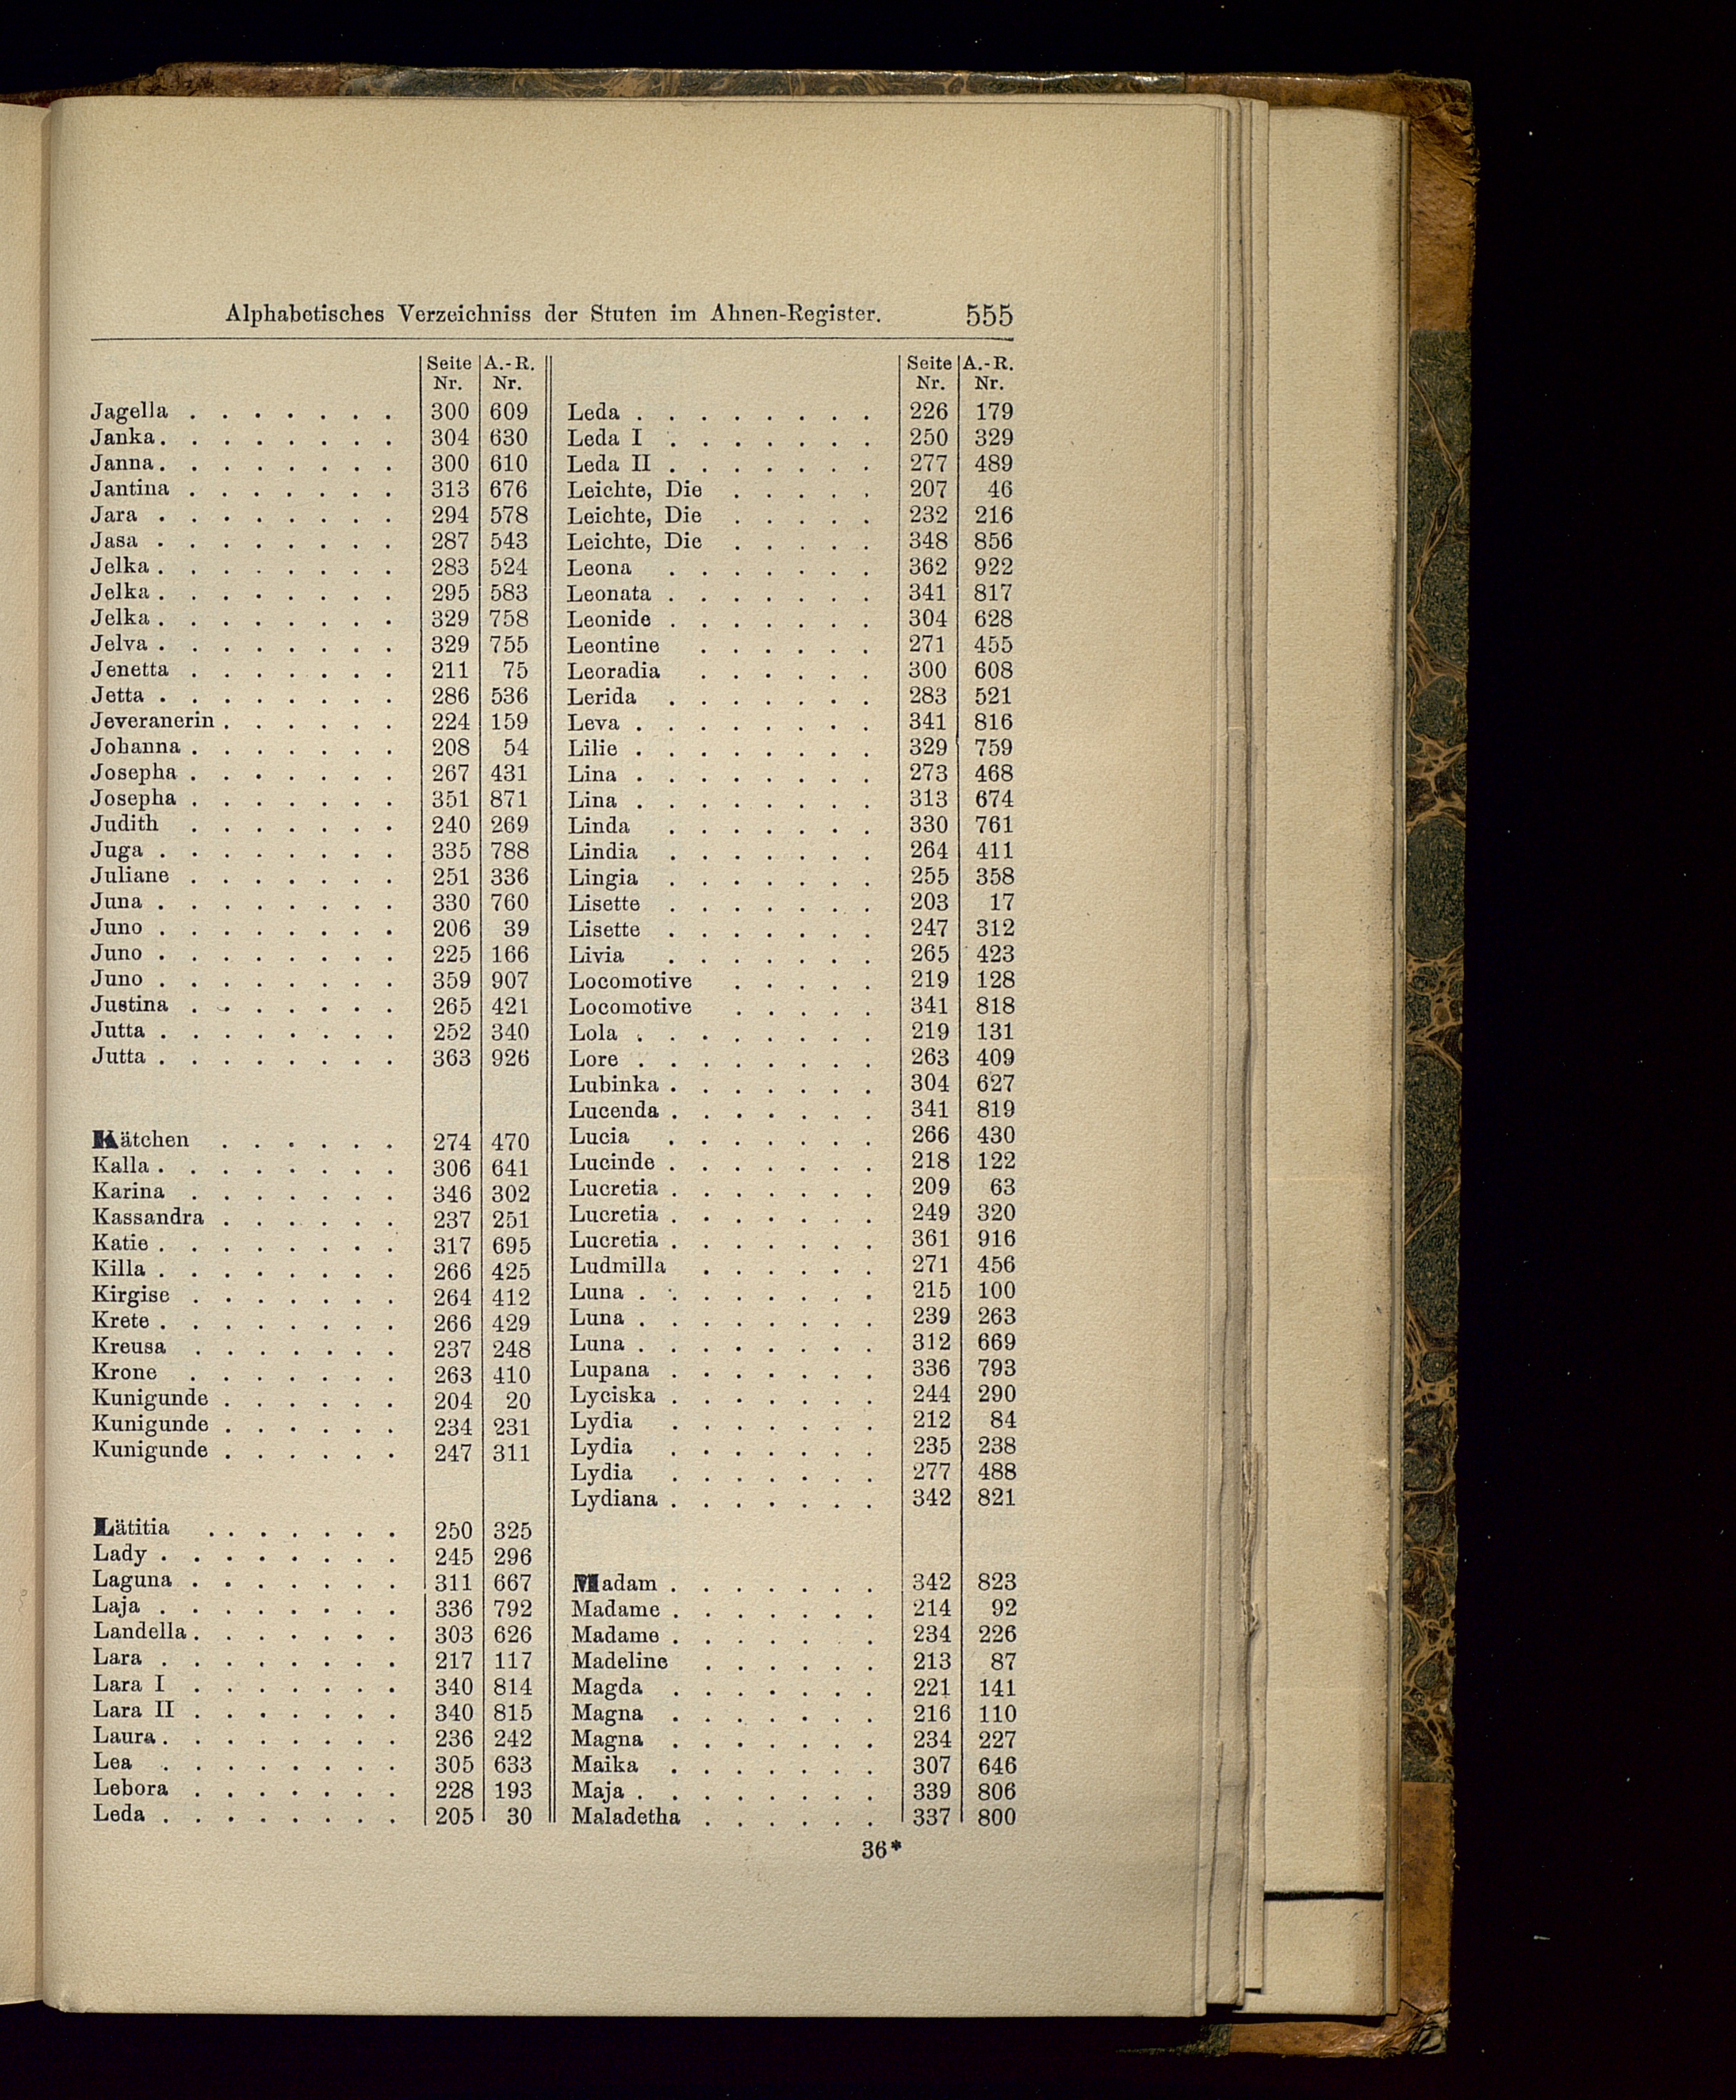 Alphabetisches Verzeichniss der Stuten im Ahnen-Register. 555
Seite A.-R.
Nr. Nr.
Jagella . . . . . . . 300 609
Janka . . . . . . . . 304 630
Janna . . . . . . . . 300 610
Jantina . . . . . . . 313 676
Jara . . . . . . . . 294 578
Jasa . . . . . . . . 287 543
Jelka . . . . . . . . 283 524
Jelka . . . . . . . . 295 583
Jelka . . . . . . . . 329 758
Jelva . . . . . . . . 329 755
Jenetta . . . . . . . 211 75
Jetta . . . . . . . . 286 536
Jeveranerin . . . . . . 224 159
Johanna . . . . . . . 208 54
Josepha . . . . . . . 267 431
Josepha . . . . . . . 351 871
Judith . . . . . . . 240 269
Juga . . . . . . . . 335 788
Juliane . . . . . . . 251 336
Juna . . . . . . . . 330 760
Juno . . . . . . . . 206 39
Juno . . . . . . . . 225 166
Juno . . . . . . . . 359 907
Justina . . . . . . . 265 421
Jutta . . . . . . . . 252 340
Jutta . . . . . . . . 363 926
Kätchen . . . . . . 274 470
Kalla . . . . . . . . 306 641
Karina . . . . . . . 346 302
Kassandra . . . . . . 237 251
Katie . . . . . . . . 317 695
Killa . . . . . . . . 266 425
Kirgise . . . . . . . 264 412
Krete . . . . . . . . 266 429
Kreusa . . . . . . . 237 248
Krone . . . . . . . 263 410
Kunigunde . . . . . . 204 20
Kunigunde . . . . . . 234 231
Kunigunde . . . . . . 247 311
Lätitia . . . . . . . 250 325
Lady . . . . . . . . 245 296
Laguna . . . . . . . 311 667
Laja . . . . . . . . 336 792
Landella . . . . . . . 303 626
Lara . . . . . . . . 217 117
Lara I . . . . . . . 340 814
Lara II . . . . . . . 340 815
Laura . . . . . . . . 236 242
Lea . . . . . . . . 305 633
Lebora . . . . . . . 228 193
Leda . . . . . . . . 205 30
Seite A.-R.
Nr. Nr.
Leda . . . . . . . . 226 179
Leda I . . . . . . . 250 329
Leda II . . . . . . . 277 489
Leichte, Die . . . . . 207 46
Leichte, Die . . . . . 232 216
Leichte, Die . . . . . 348 856
Leona . . . . . . . 362 922
Leonata . . . . . . . 341 817
Leonide . . . . . . . 304 628
Leontine . . . . . . 271 455
Leoradia . . . . . . 300 608
Lerida . . . . . . . 283 521
Leva . . . . . . . . 341 816
Lilie . . . . . . . . 329 759
Lina . . . . . . . . 273 468
Lina . . . . . . . . 313 674
Linda . . . . . . . 330 761
Lindia . . . . . . . 264 411
Lingia . . . . . . . 255 358
Lisette . . . . . . . 203 17
Lisette . . . . . . . 247 312
Livia . . . . . . . 265 423
Locomotive . . . . . 219 128
Locomotive . . . . . 341 818
Lola . . . . . . . . 219 131
Lore . . . . . . . . 263 409
Lubinka . . . . . . . 304 627
Lucenda . . . . . . . 341 819
Lucia . . . . . . . 266 430
Lucinde . . . . . . . 218 122
Lucretia . . . . . . . 209 63
Lucretia . . . . . . . 249 320
Lucretia . . . . . . . 361 916
Ludmilla . . . . . . 271 456
Luna . . . . . . . . 215 100
Luna . . . . . . . . 239 263
Luna . . . . . . . . 312 669
Lupana . . . . . . . 336 793
Lyciska . . . . . . . 244 290
Lydia . . . . . . . 212 84
Lydia . . . . . . . 235 238
Lydia . . . . . . . 277 488
Lydiana . . . . . . . 342 821
Madam . . . . . . . 342 823
Madame . . . . . . . 214 92
Madame . . . . . . . 234 226
Madeline . . . . . . 213 87
Magda . . . . . . . 221 141
Magna . . . . . . . 216 110
Magna . . . . . . . 234 227
Maika . . . . . . . 307 646
Maja . . . . . . . . 339 806
Maladetha . . . . . . 337 800
36*